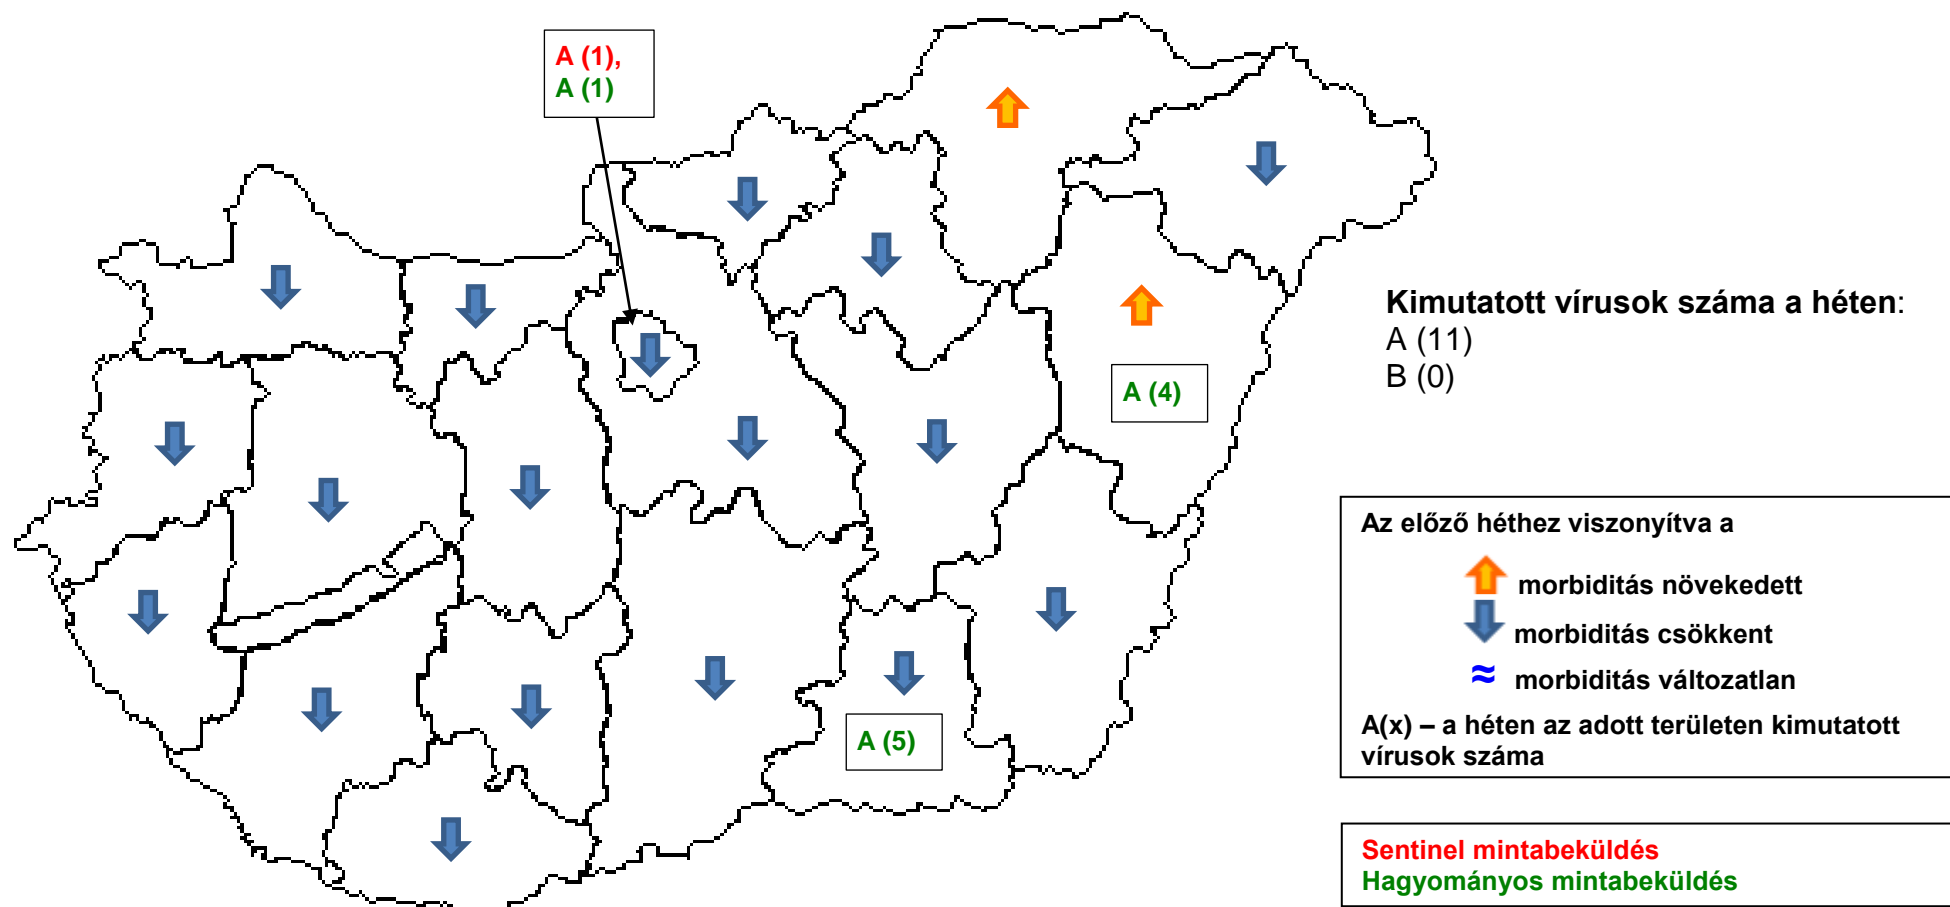 A (1),
A (1)
Kimutatott vírusok száma a héten:
A (11)
B (0)
A (4)
A (5)
Az előző héthez viszonyítva a
morbiditás növekedett
morbiditás csökkent
≈ morbiditás változatlan
A(x) – a héten az adott területen kimutatott
vírusok száma
Sentinel mintabeküldés
Hagyományos mintabeküldés